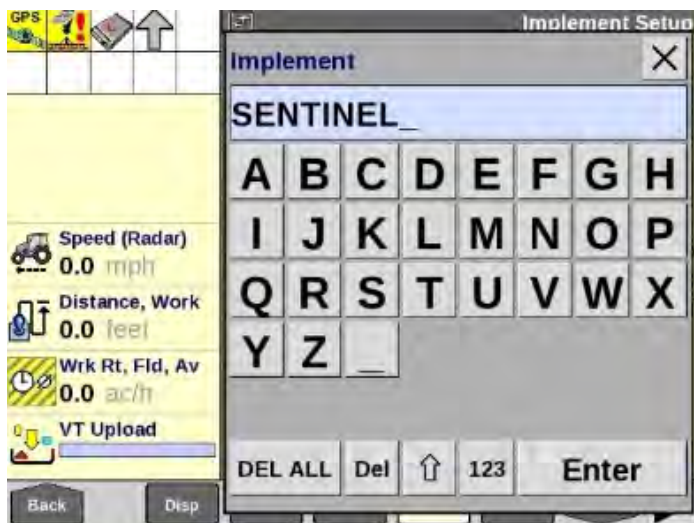 GPS
Implement Setup
Implement
SENTINEL_
A B C D E F G H
I J K L M N O P
Q R S T U V W X
Y Z _
DEL ALL Del ⇧ 123 Enter
Speed (Radar)
0.0 mph
Distance, Work
0.0 feet
Wrk Rt, Fld, Av
0.0 ac/h
VT Upload
Back Disp